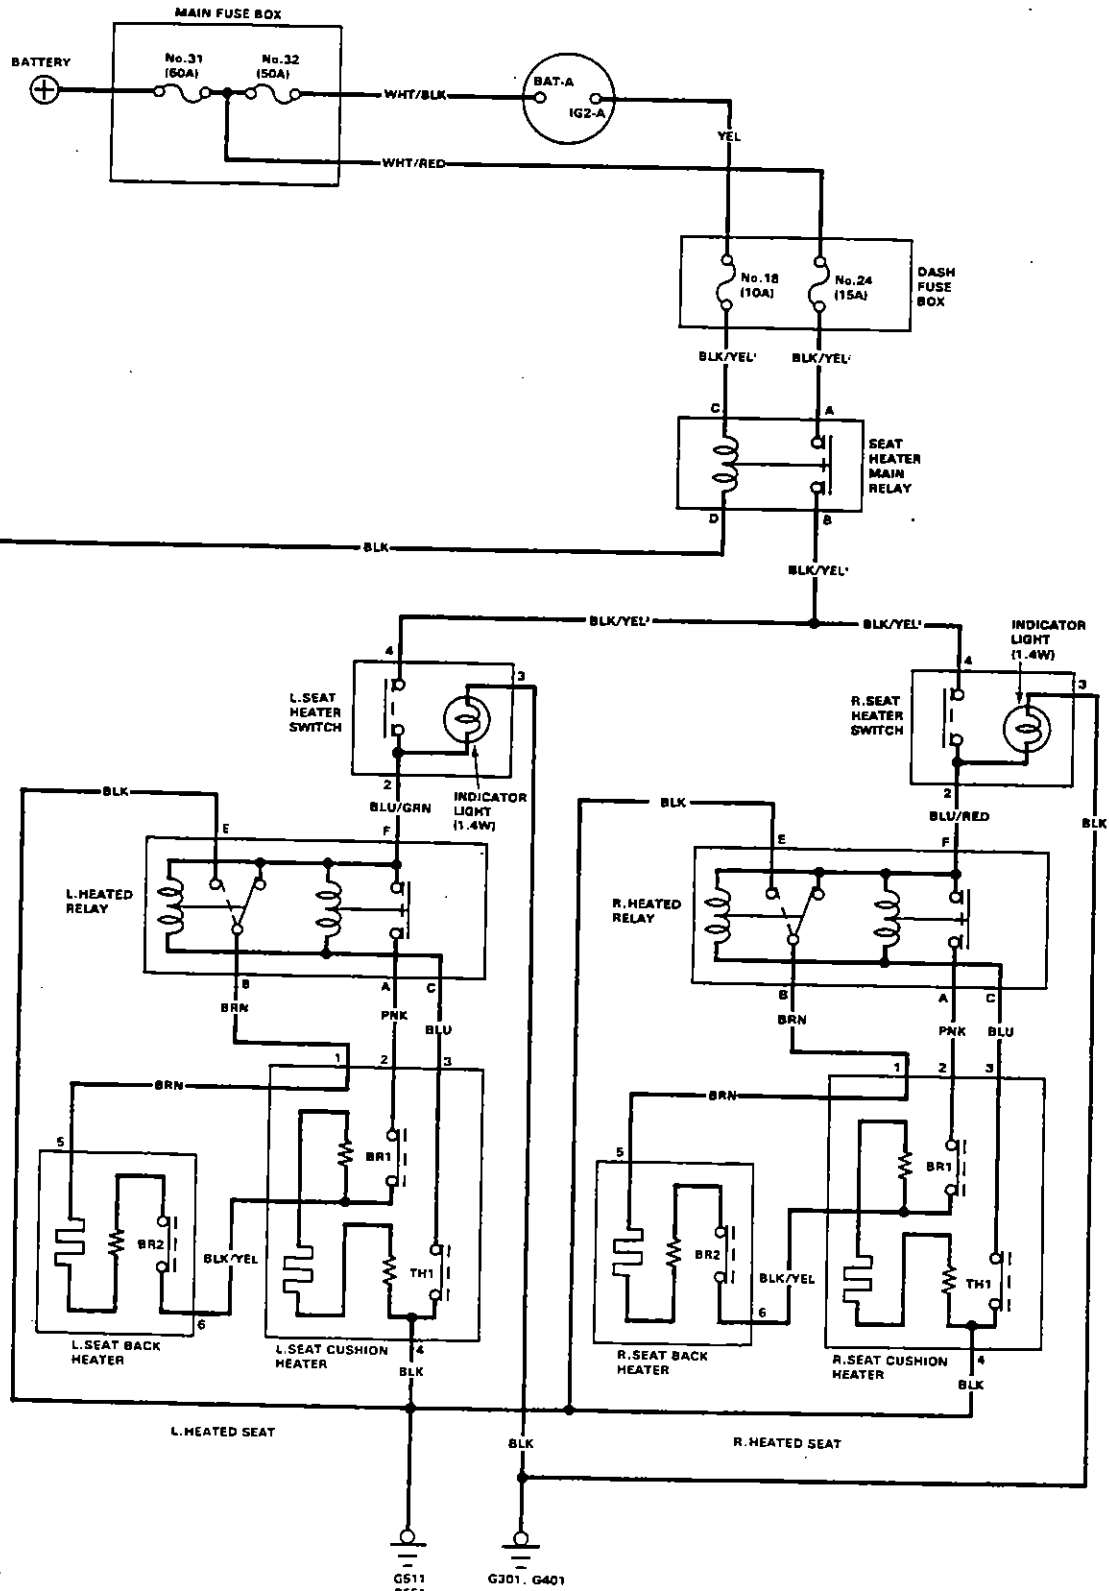 MAIN FUSE BOX
BATTERY
No.31
(60A)
No.32
(50A)
BAT-A
IG2-A
WHT/BLK
YEL
WHT/RED
No.18
(10A)
No.24
(15A)
DASH
FUSE
BOX
BLK/YEL'
BLK/YEL'
C
A
SEAT
HEATER
MAIN
RELAY
D
B
BLK
BLK/YEL'
BLK/YEL'
BLK/YEL'
INDICATOR
LIGHT
(1.4W)
4
3
L.SEAT
HEATER
SWITCH
2
4
3
R.SEAT
HEATER
SWITCH
2
BLK
BLU/GRN
INDICATOR
LIGHT
(1.4W)
BLK
BLU/RED
BLK
E
F
L.HEATED
RELAY
E
F
R.HEATED
RELAY
B
A
C
BRN
PNK
BLU
B
A
C
BRN
PNK
BLU
1
2
3
BRN
1
2
3
BRN
5
BR1
BR2
BLK/YEL
TH1
6
L.SEAT BACK
HEATER
L.SEAT CUSHION
HEATER
4
BLK
5
BR1
BR2
BLK/YEL
TH1
6
R.SEAT BACK
HEATER
R.SEAT CUSHION
HEATER
4
BLK
L.HEATED SEAT
BLK
R.HEATED SEAT
G511
G301, G401